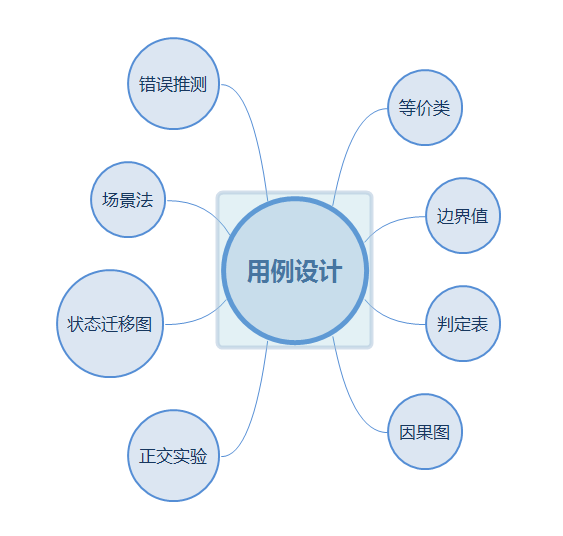 错误推测
等价类
场景法
边界值
用例设计
状态迁移图
判定表
因果图
正交实验